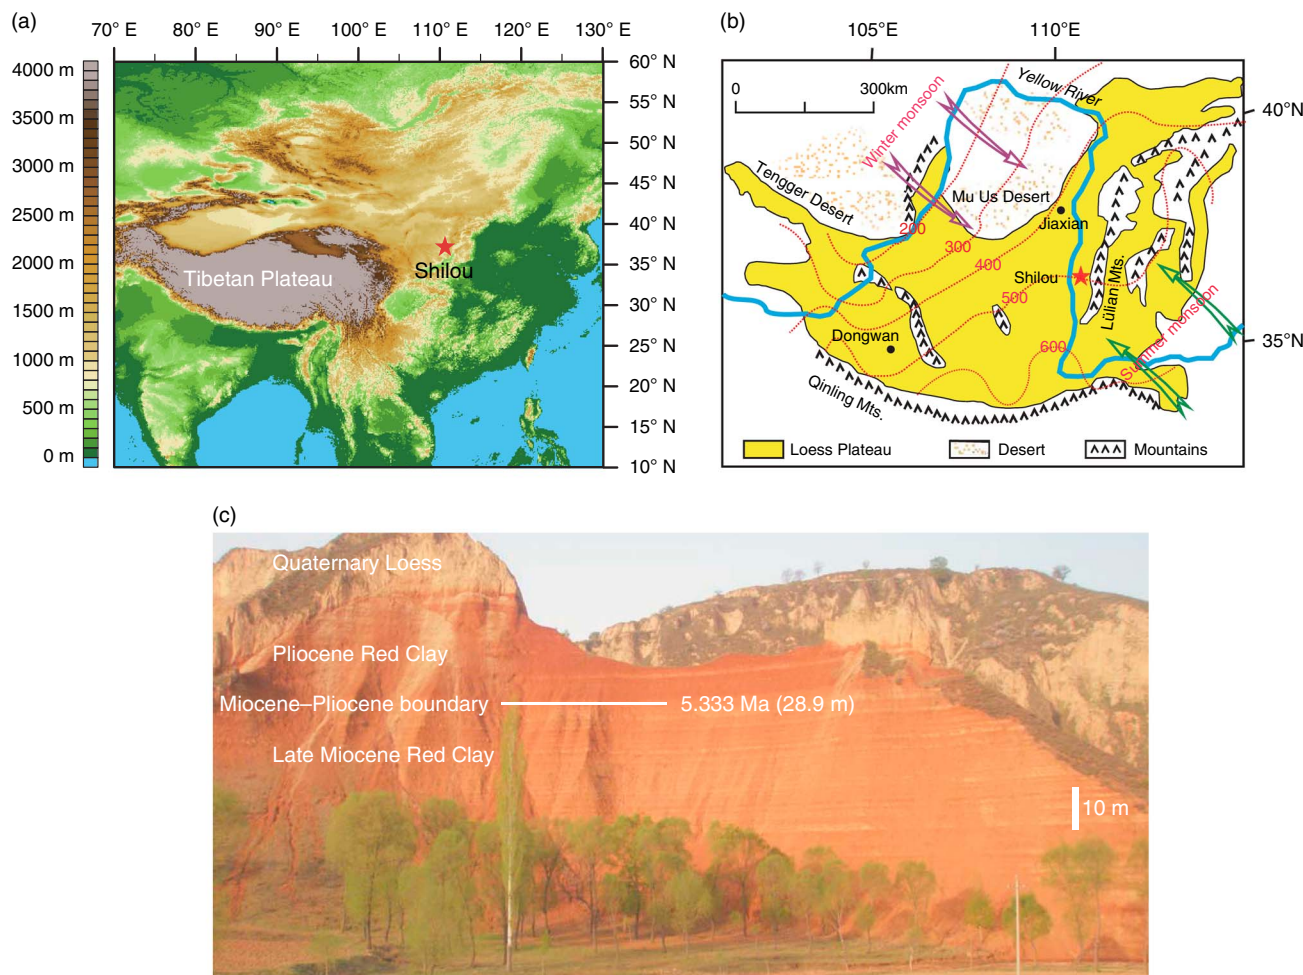 (a)
70° E 80° E 90° E 100° E 110° E 120° E 130° E
4000 m
3500 m
3000 m
2500 m
2000 m
1500 m
1000 m
500 m
0 m
60° N
55° N
50° N
45° N
40° N
35° N
30° N
25° N
20° N
15° N
10° N
Tibetan Plateau
Shilou
(b)
105°E 110°E
40°N
35°N
0 300km
Yellow River
Winter monsoon
Tengger Desert
Mu Us Desert
Jiaxian
200
300
400
500
600
Shilou
Lülian Mts.
Summer monsoon
Dongwan
Qinling Mts.
Loess Plateau Desert Mountains
(c)
Quaternary Loess
Pliocene Red Clay
Miocene–Pliocene boundary 5.333 Ma (28.9 m)
Late Miocene Red Clay
10 m